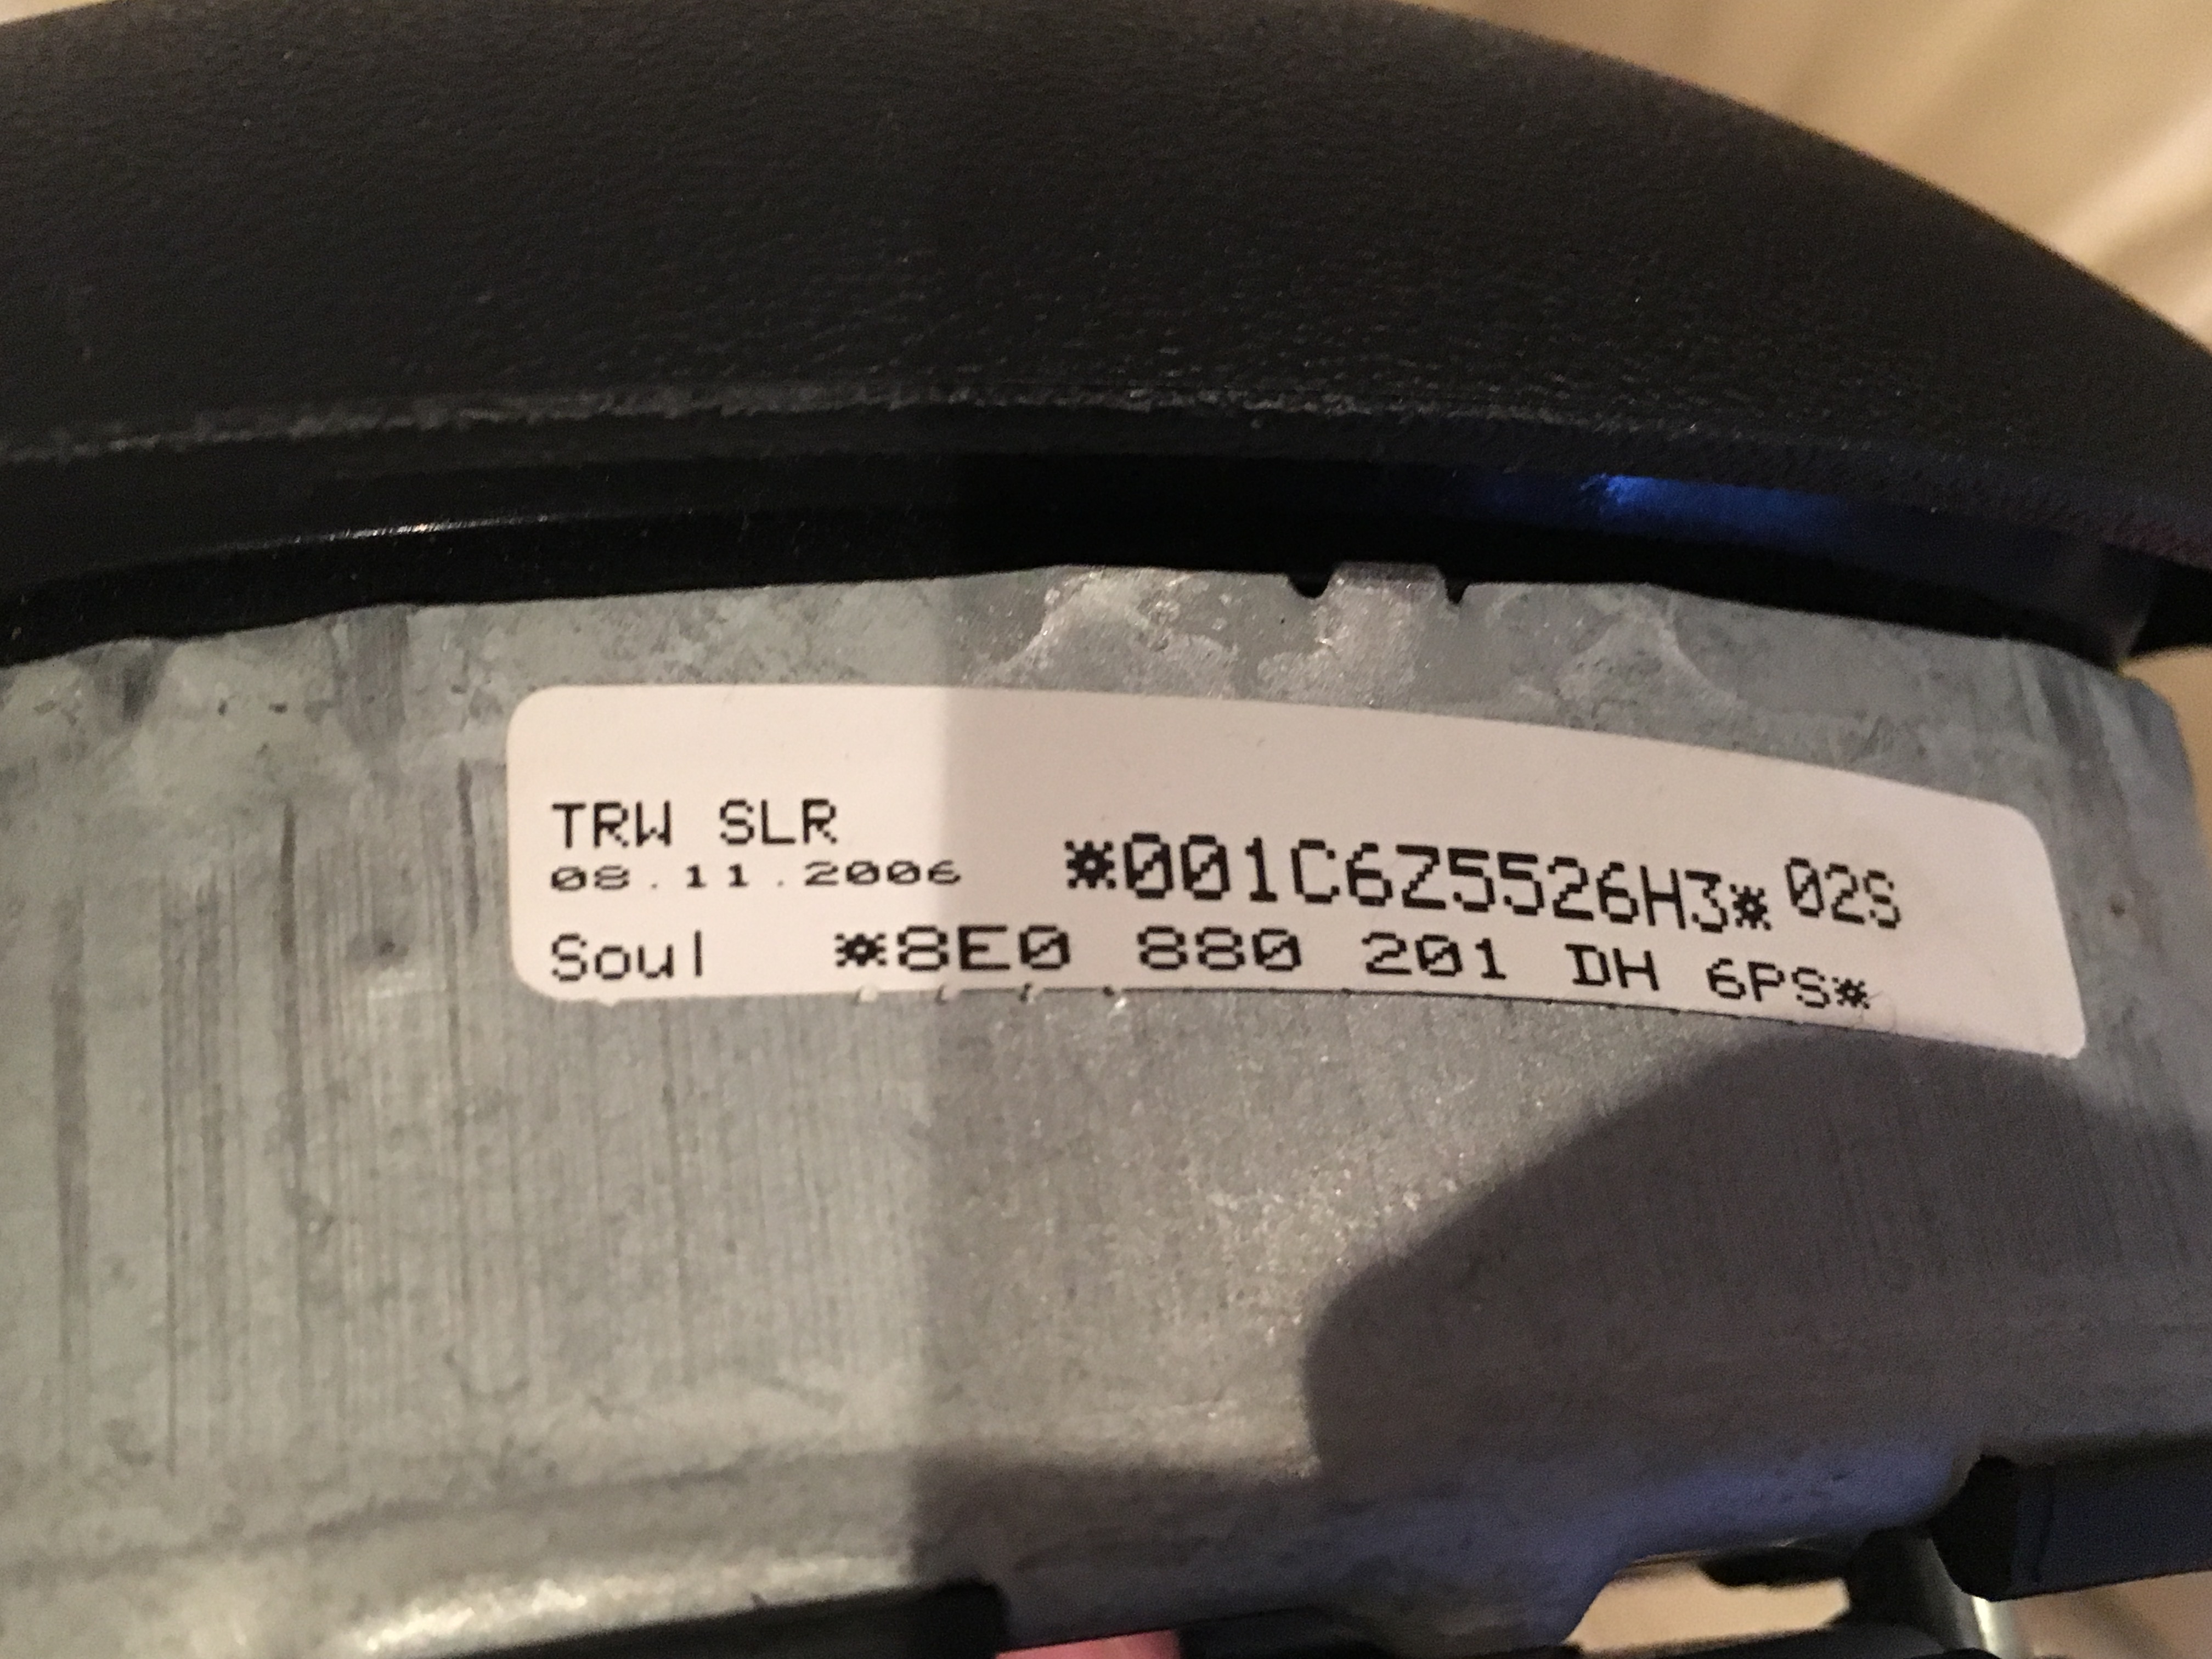 TRW SLR
08.11.2006 *001C6Z5526H3* 02S
Soul *8E0 880 201 DH 6PS*